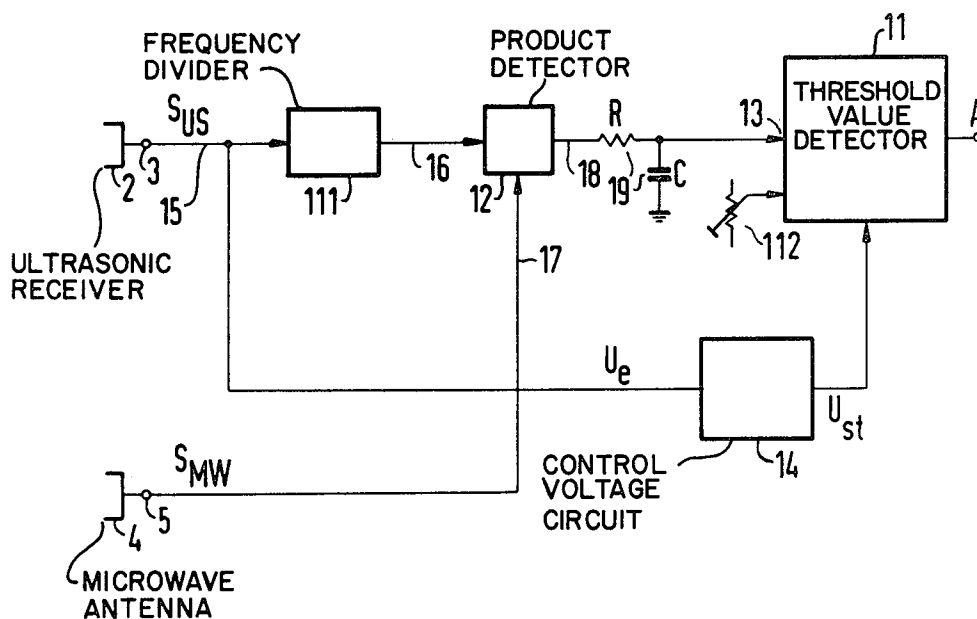 FREQUENCY
DIVIDER
PRODUCT
DETECTOR
11
THRESHOLD
VALUE
DETECTOR
A
S_US
3
2
15
111
16
12
18
R
19
C
13
112
17
ULTRASONIC
RECEIVER
U_e
U_st
14
CONTROL
VOLTAGE
CIRCUIT
S_MW
5
4
MICROWAVE
ANTENNA